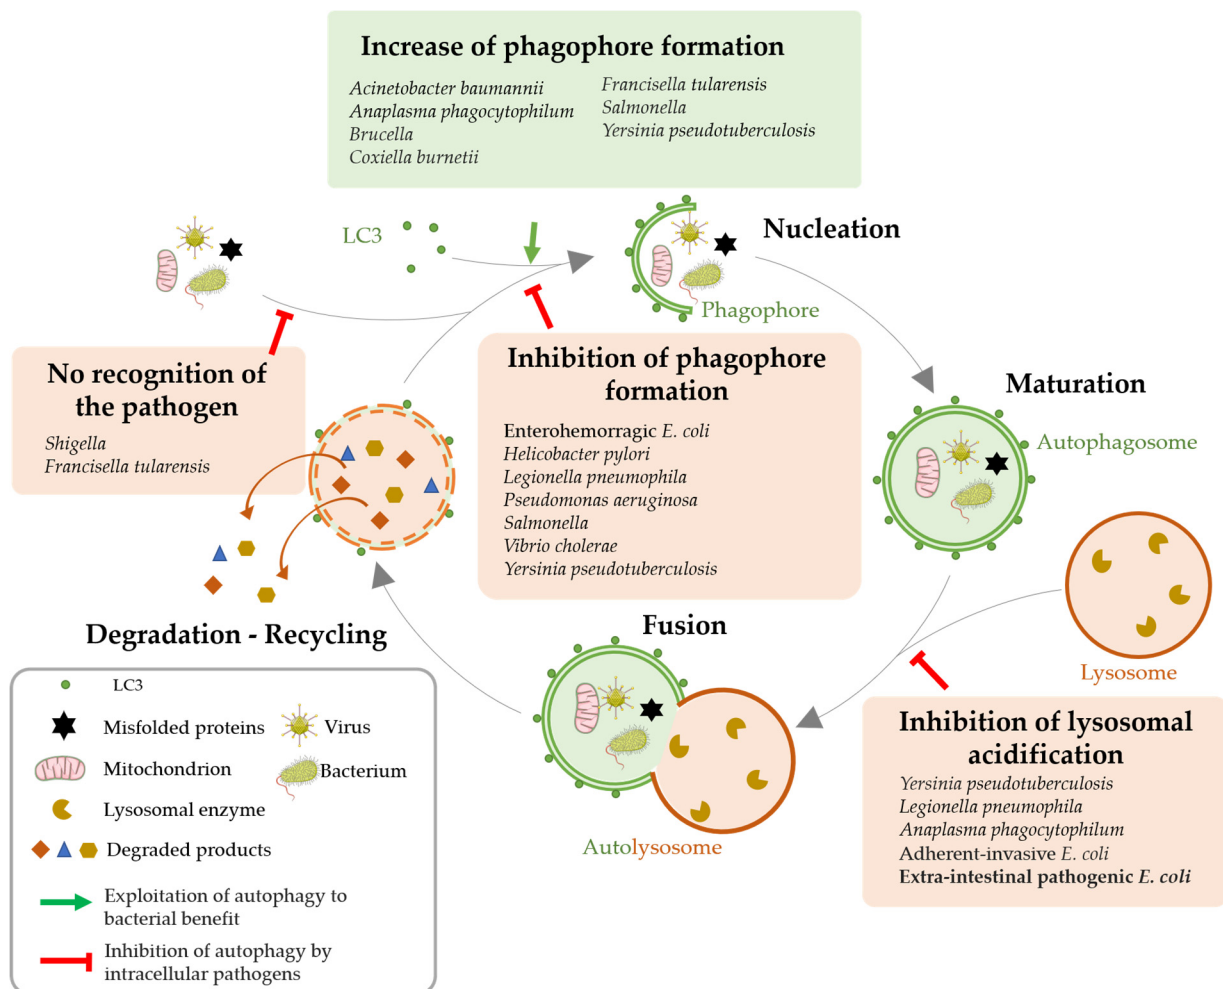 Increase of phagophore formation
Acinetobacter baumannii
Anaplasma phagocytophilum
Brucella
Coxiella burnetii
Francisella tularensis
Salmonella
Yersinia pseudotuberculosis
LC3
Nucleation
Phagophore
No recognition of
the pathogen
Shigella
Francisella tularensis
Inhibition of phagophore
formation
Enterohemorragic E. coli
Helicobacter pylori
Legionella pneumophila
Pseudomonas aeruginosa
Salmonella
Vibrio cholerae
Yersinia pseudotuberculosis
Maturation
Autophagosome
Lysosome
Inhibition of lysosomal
acidification
Yersinia pseudotuberculosis
Legionella pneumophila
Anaplasma phagocytophilum
Adherent-invasive E. coli
Extra-intestinal pathogenic E. coli
Fusion
Autolysosome
Degradation - Recycling
LC3
Misfolded proteins
Virus
Mitochondrion
Bacterium
Lysosomal enzyme
Degraded products
Exploitation of autophagy to
bacterial benefit
Inhibition of autophagy by
intracellular pathogens